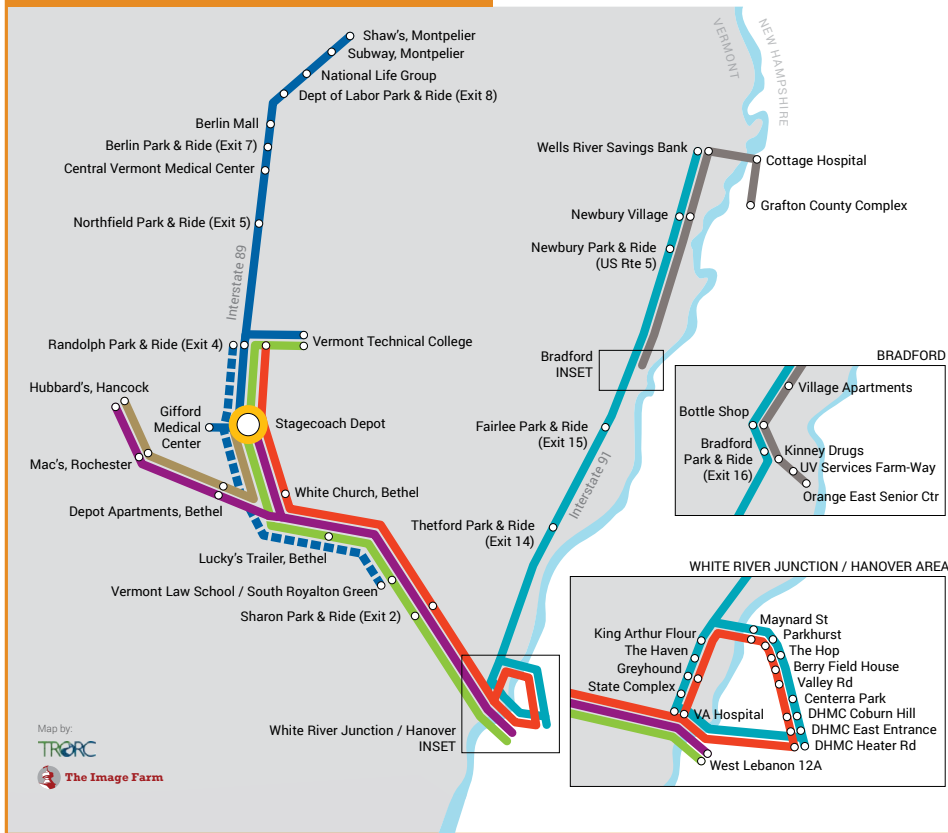 Shaw's, Montpelier
Subway, Montpelier
National Life Group
Dept of Labor Park & Ride (Exit 8)
Berlin Mall
Berlin Park & Ride (Exit 7)
Central Vermont Medical Center
Northfield Park & Ride (Exit 5)
Interstate 89
Randolph Park & Ride (Exit 4)
Vermont Technical College
Hubbard's, Hancock
Gifford
Medical
Center
Stagecoach Depot
Mac's, Rochester
White Church, Bethel
Depot Apartments, Bethel
Lucky's Trailer, Bethel
Vermont Law School / South Royalton Green
Sharon Park & Ride (Exit 2)
White River Junction / Hanover
INSET
VERMONT
NEW HAMPSHIRE
Wells River Savings Bank
Cottage Hospital
Grafton County Complex
Newbury Village
Newbury Park & Ride
(US Rte 5)
Bradford
INSET
Fairlee Park & Ride
(Exit 15)
Interstate 91
Thetford Park & Ride
(Exit 14)
BRADFORD
Village Apartments
Bottle Shop
Bradford
Park & Ride
(Exit 16)
Kinney Drugs
UV Services Farm-Way
Orange East Senior Ctr
WHITE RIVER JUNCTION / HANOVER AREA
Maynard St
King Arthur Flour
Parkhurst
The Haven
The Hop
Greyhound
Berry Field House
State Complex
Valley Rd
Centerra Park
VA Hospital
DHMC Coburn Hill
DHMC East Entrance
DHMC Heater Rd
West Lebanon 12A
Map by:
TRORC
The Image Farm